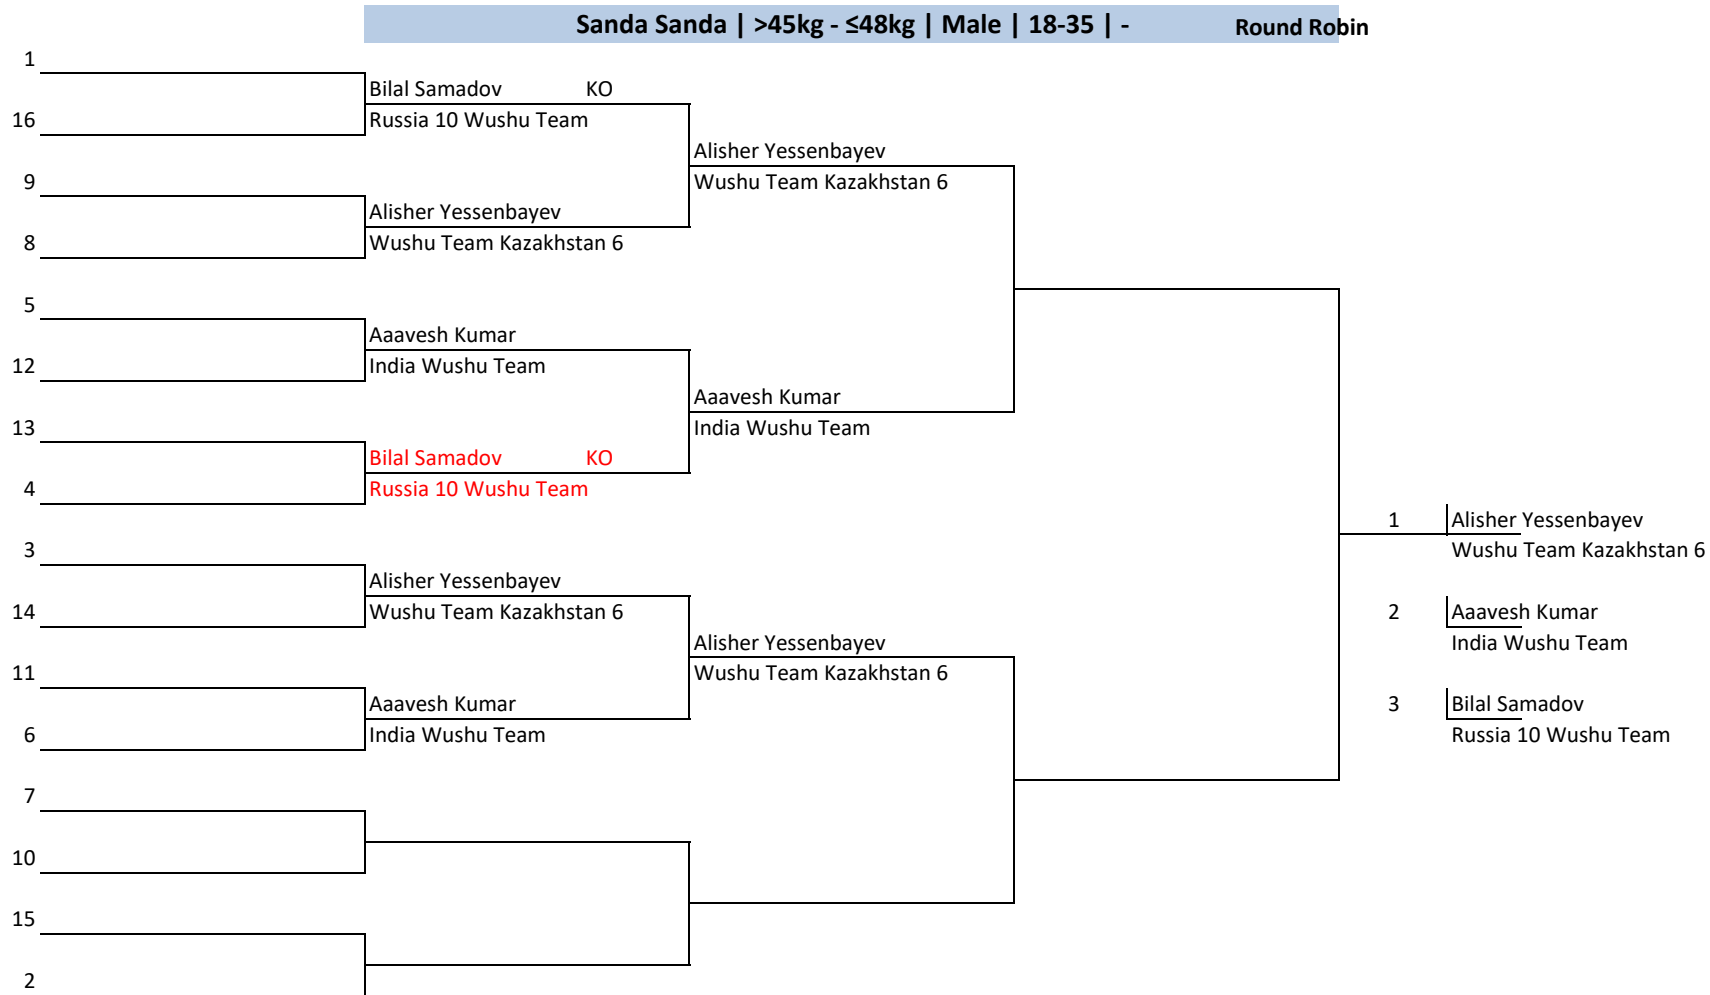 Sanda Sanda | >45kg - ≤48kg | Male | 18-35 | - Round Robin
1
Bilal Samadov KO
16
Russia 10 Wushu Team
Alisher Yessenbayev
9
Wushu Team Kazakhstan 6
Alisher Yessenbayev
8
Wushu Team Kazakhstan 6
5
Aaavesh Kumar
12
India Wushu Team
Aaavesh Kumar
13
India Wushu Team
Bilal Samadov KO
4
Russia 10 Wushu Team
1 Alisher Yessenbayev
3
Wushu Team Kazakhstan 6
Alisher Yessenbayev
14
Wushu Team Kazakhstan 6
2 Aaavesh Kumar
Alisher Yessenbayev
India Wushu Team
11
Wushu Team Kazakhstan 6
Aaavesh Kumar
3 Bilal Samadov
6
India Wushu Team
Russia 10 Wushu Team
7
10
15
2